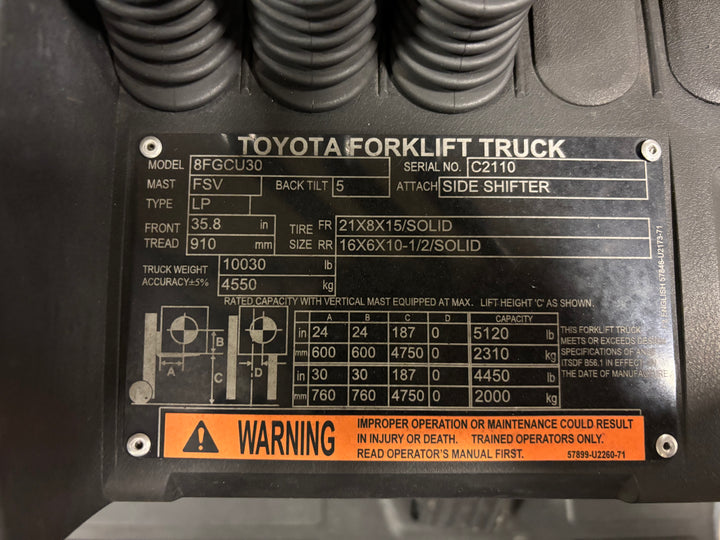 TOYOTA FORKLIFT TRUCK
MODEL 8FGCU30 SERIAL NO. C2110
MAST FSV BACK TILT 5 ATTACH SIDE SHIFTER
TYPE LP
FRONT TREAD 35.8 in
910 mm
TIRE SIZE FR 21X8X15/SOLID
RR 16X6X10-1/2/SOLID
TRUCK WEIGHT 10030 lb
ACCURACY±5% 4550 kg
RATED CAPACITY WITH VERTICAL MAST EQUIPPED AT MAX. LIFT HEIGHT 'C' AS SHOWN.
A B C D CAPACITY
in 24 24 187 0 5120 lb
mm 600 600 4750 0 2310 kg
in 30 30 187 0 4450 lb
mm 760 760 4750 0 2000 kg
B
A
C
D
THIS FORKLIFT TRUCK
MEETS OR EXCEEDS
SPECIFICATIONS OF
ITSDF B56.1 IN EFFECT
THE DATE OF MANUFACTURE
ENGLISH 57846-U2173-71
WARNING
IMPROPER OPERATION OR MAINTENANCE COULD RESULT
IN INJURY OR DEATH. TRAINED OPERATORS ONLY.
READ OPERATOR'S MANUAL FIRST. 57899-U2260-71